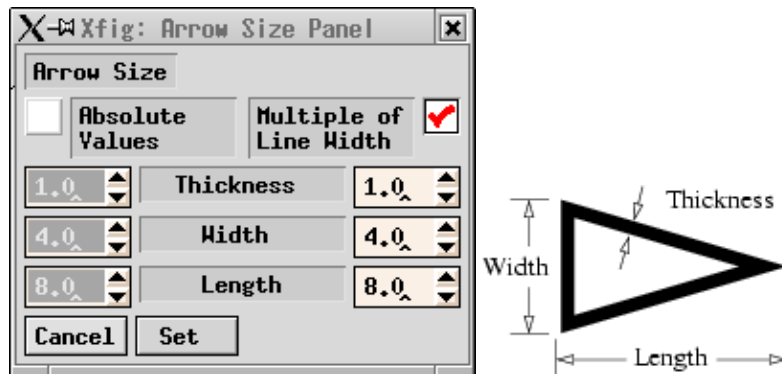 Xfig: Arrow Size Panel
Arrow Size
Absolute Values
Multiple of Line Width
1.0 Thickness 1.0
4.0 Width 4.0
8.0 Length 8.0
Cancel Set
Thickness
Width
Length